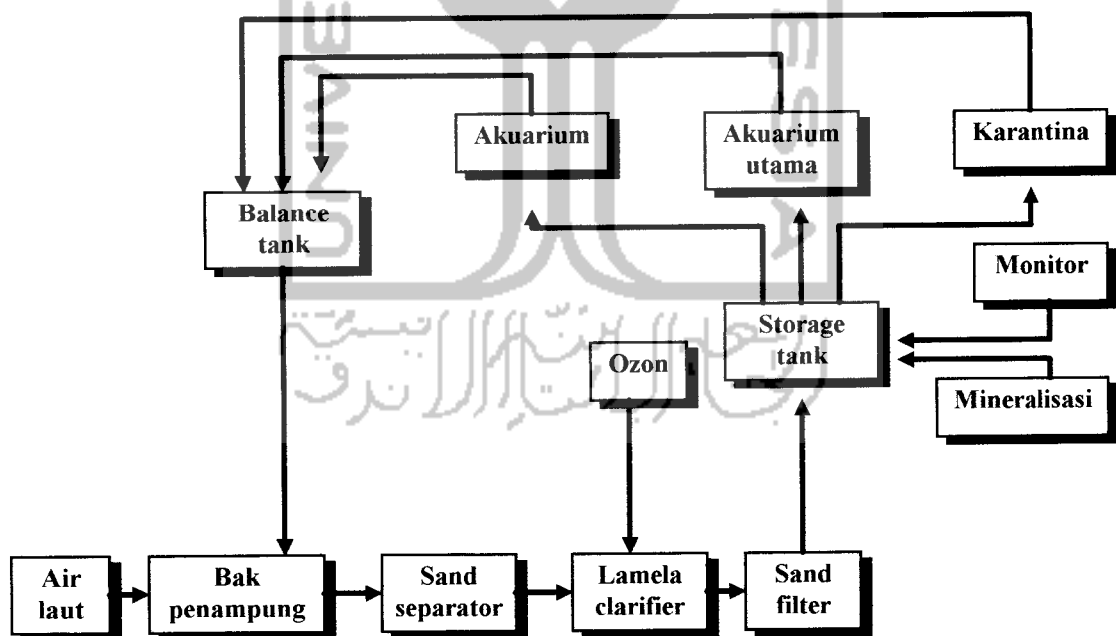 Akuarium
Akuarium
utama
Karantina
Balance
tank
Monitor
Storage
tank
Ozon
Mineralisasi
Air
laut
Bak
penampung
Sand
separator
Lamela
clarifier
Sand
filter